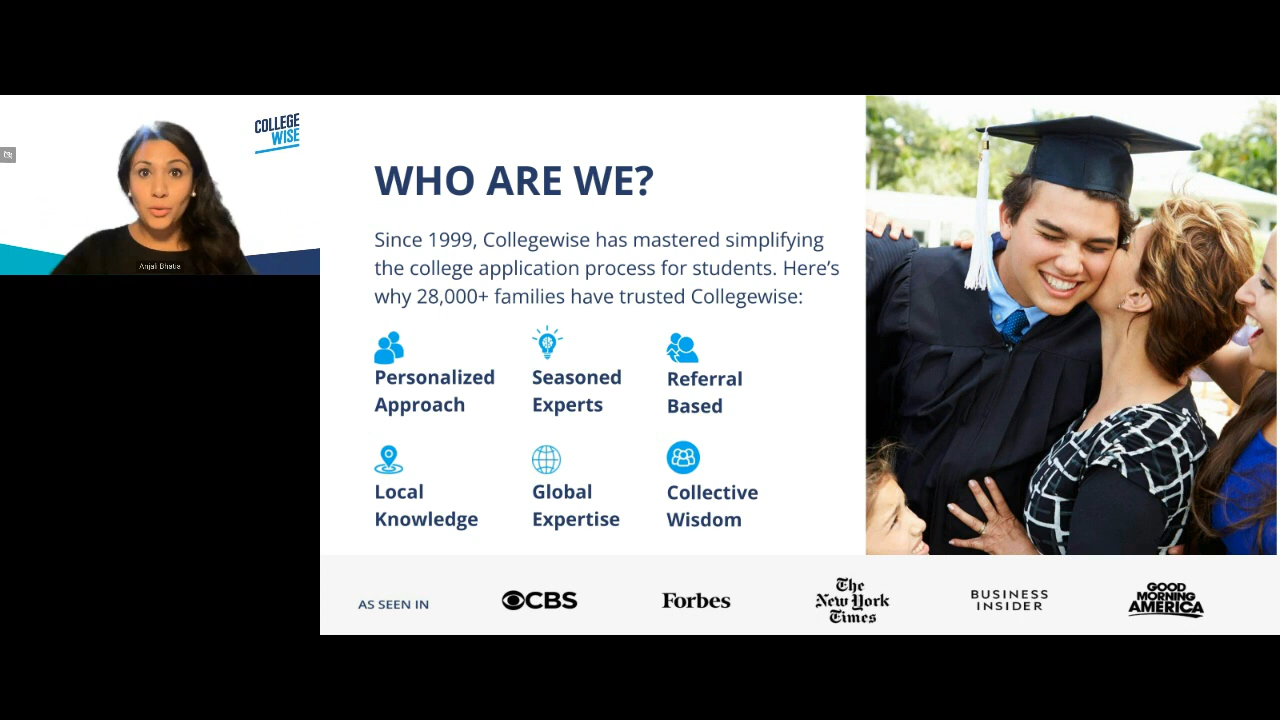 COLLEGE
WISE
Anjali Bhatia
WHO ARE WE?
Since 1999, Collegewise has mastered simplifying
the college application process for students. Here's
why 28,000+ families have trusted Collegewise:
Personalized
Approach
Seasoned
Experts
Referral
Based
Local
Knowledge
Global
Expertise
Collective
Wisdom
AS SEEN IN
CBS
Forbes
The
New York
Times
BUSINESS
INSIDER
GOOD
MORNING
AMERICA